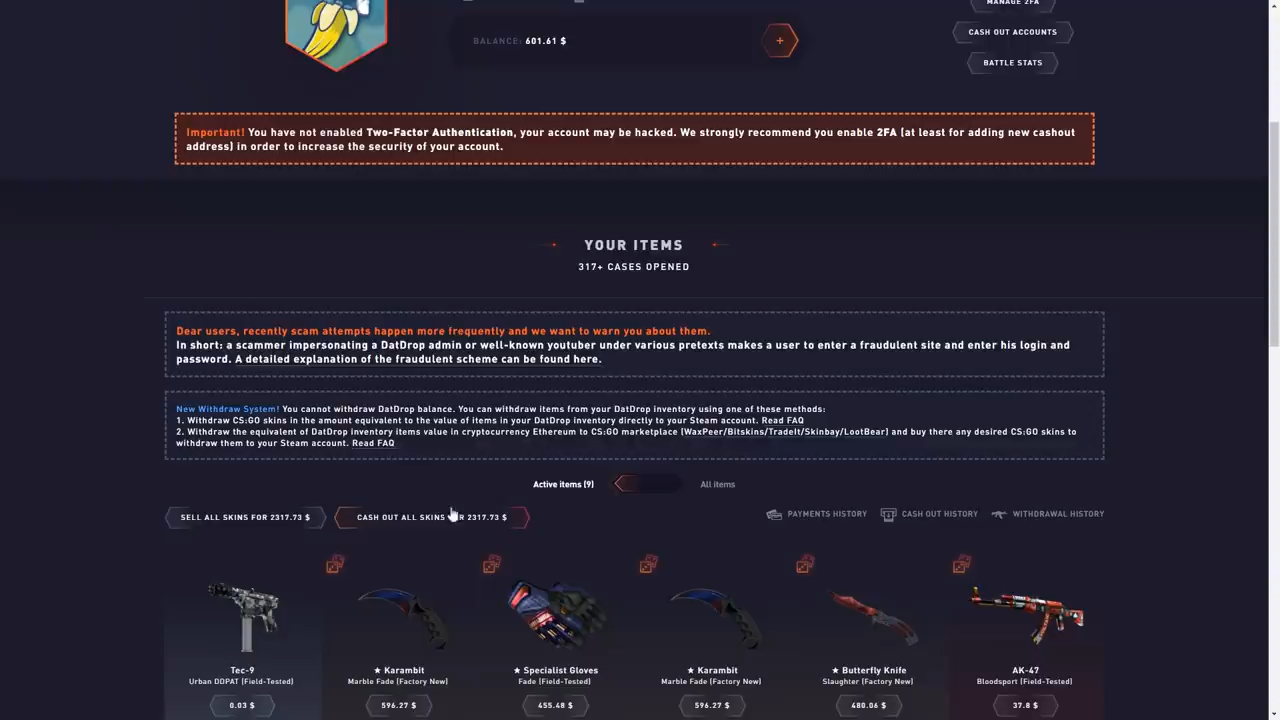 MANAGE 2FA
BALANCE: 601.61 $
+
CASH OUT ACCOUNTS
BATTLE STATS
Important! You have not enabled Two-Factor Authentication, your account may be hacked. We strongly recommend you enable 2FA (at least for adding new cashout
address) in order to increase the security of your account.
YOUR ITEMS
317+ CASES OPENED
Dear users, recently scam attempts happen more frequently and we want to warn you about them.
In short: a scammer impersonating a DatDrop admin or well-known youtuber under various pretexts makes a user to enter a fraudulent site and enter his login and
password. A detailed explanation of the fraudulent scheme can be found here.
New Withdraw System! You cannot withdraw DatDrop balance. You can withdraw items from your DatDrop inventory using one of these methods:
1. Withdraw CS:GO skins in the amount equivalent to the value of items in your DatDrop inventory directly to your Steam account. Read FAQ
2. Withdraw the equivalent of DatDrop inventory items value in cryptocurrency Ethereum to CS:GO marketplace (WaxPeer/Bitskins/TradeIt/Skinbay/LootBear) and buy there any desired CS:GO skins to
withdraw them to your Steam account. Read FAQ
Active items (9) All items
SELL ALL SKINS FOR 2317.73 $ CASH OUT ALL SKINS 2317.73 $ PAYMENTS HISTORY CASH OUT HISTORY WITHDRAWAL HISTORY
Tec-9 ★ Karambit ★ Specialist Gloves ★ Karambit ★ Butterfly Knife AK-47
Urban ODPAT (Field-Tested) Marble Fade (Factory New) Fade (Field-Tested) Marble Fade (Factory New) Slaughter (Factory New) Bloodsport (Field-Tested)
0.03 $ 596.27 $ 455.48 $ 596.27 $ 480.06 $ 37.8 $